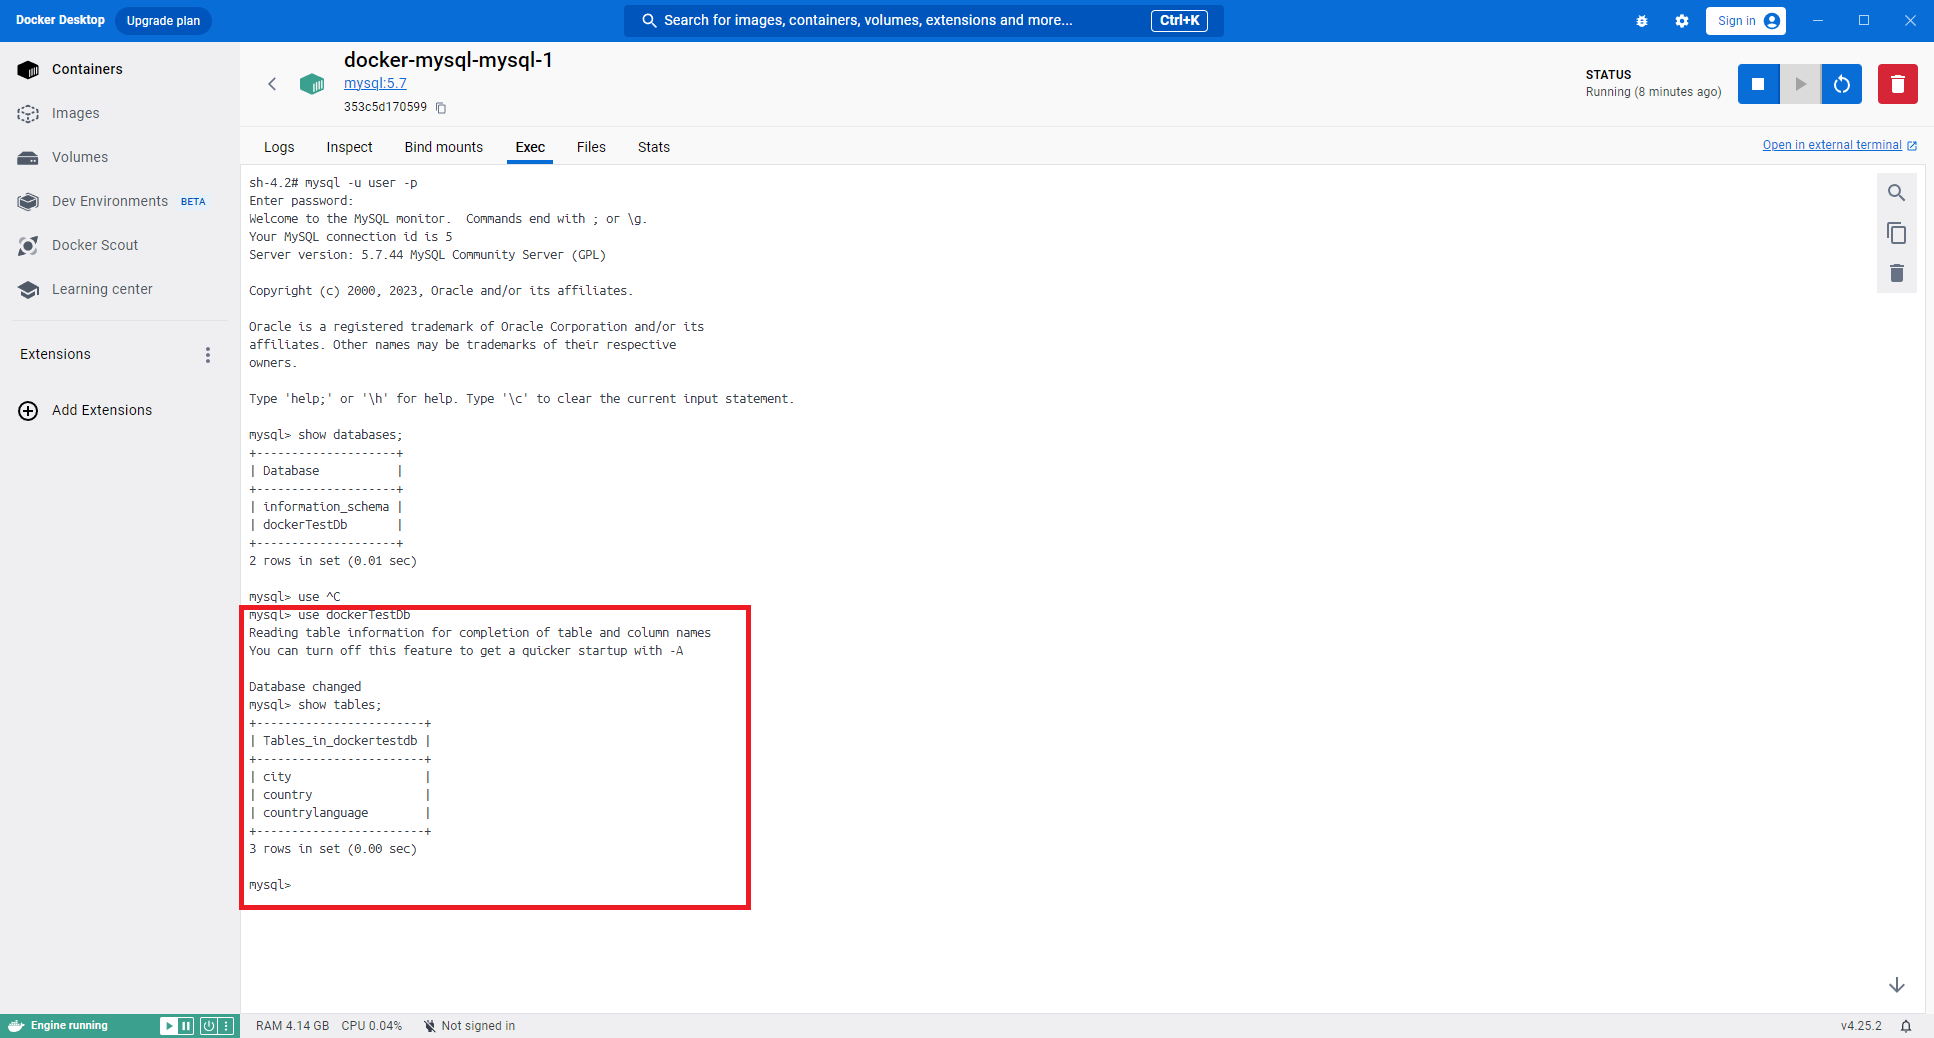 Docker Desktop
Upgrade plan
Search for images, containers, volumes, extensions and more...
Ctrl+K
Sign in
Containers
Images
Volumes
Dev Environments BETA
Docker Scout
Learning center
Extensions
Add Extensions
docker-mysql-mysql-1
mysql:5.7
353c5d170599
STATUS
Running (8 minutes ago)
Logs Inspect Bind mounts Exec Files Stats
Open in external terminal
sh-4.2# mysql -u user -p
Enter password:
Welcome to the MySQL monitor.  Commands end with ; or \g.
Your MySQL connection id is 5
Server version: 5.7.44 MySQL Community Server (GPL)
Copyright (c) 2000, 2023, Oracle and/or its affiliates.
Oracle is a registered trademark of Oracle Corporation and/or its
affiliates. Other names may be trademarks of their respective
owners.
Type 'help;' or '\h' for help. Type '\c' to clear the current input statement.
mysql> show databases;
+--------------------+
| Database           |
+--------------------+
| information_schema |
| dockerTestDb       |
+--------------------+
2 rows in set (0.01 sec)
mysql> use ^C
mysql> use dockerTestDb
Reading table information for completion of table and column names
You can turn off this feature to get a quicker startup with -A
Database changed
mysql> show tables;
+------------------------+
| Tables_in_dockertestdb |
+------------------------+
| city                   |
| country                |
| countrylanguage        |
+------------------------+
3 rows in set (0.00 sec)
mysql>
Engine running
RAM 4.14 GB CPU 0.04% Not signed in
v4.25.2